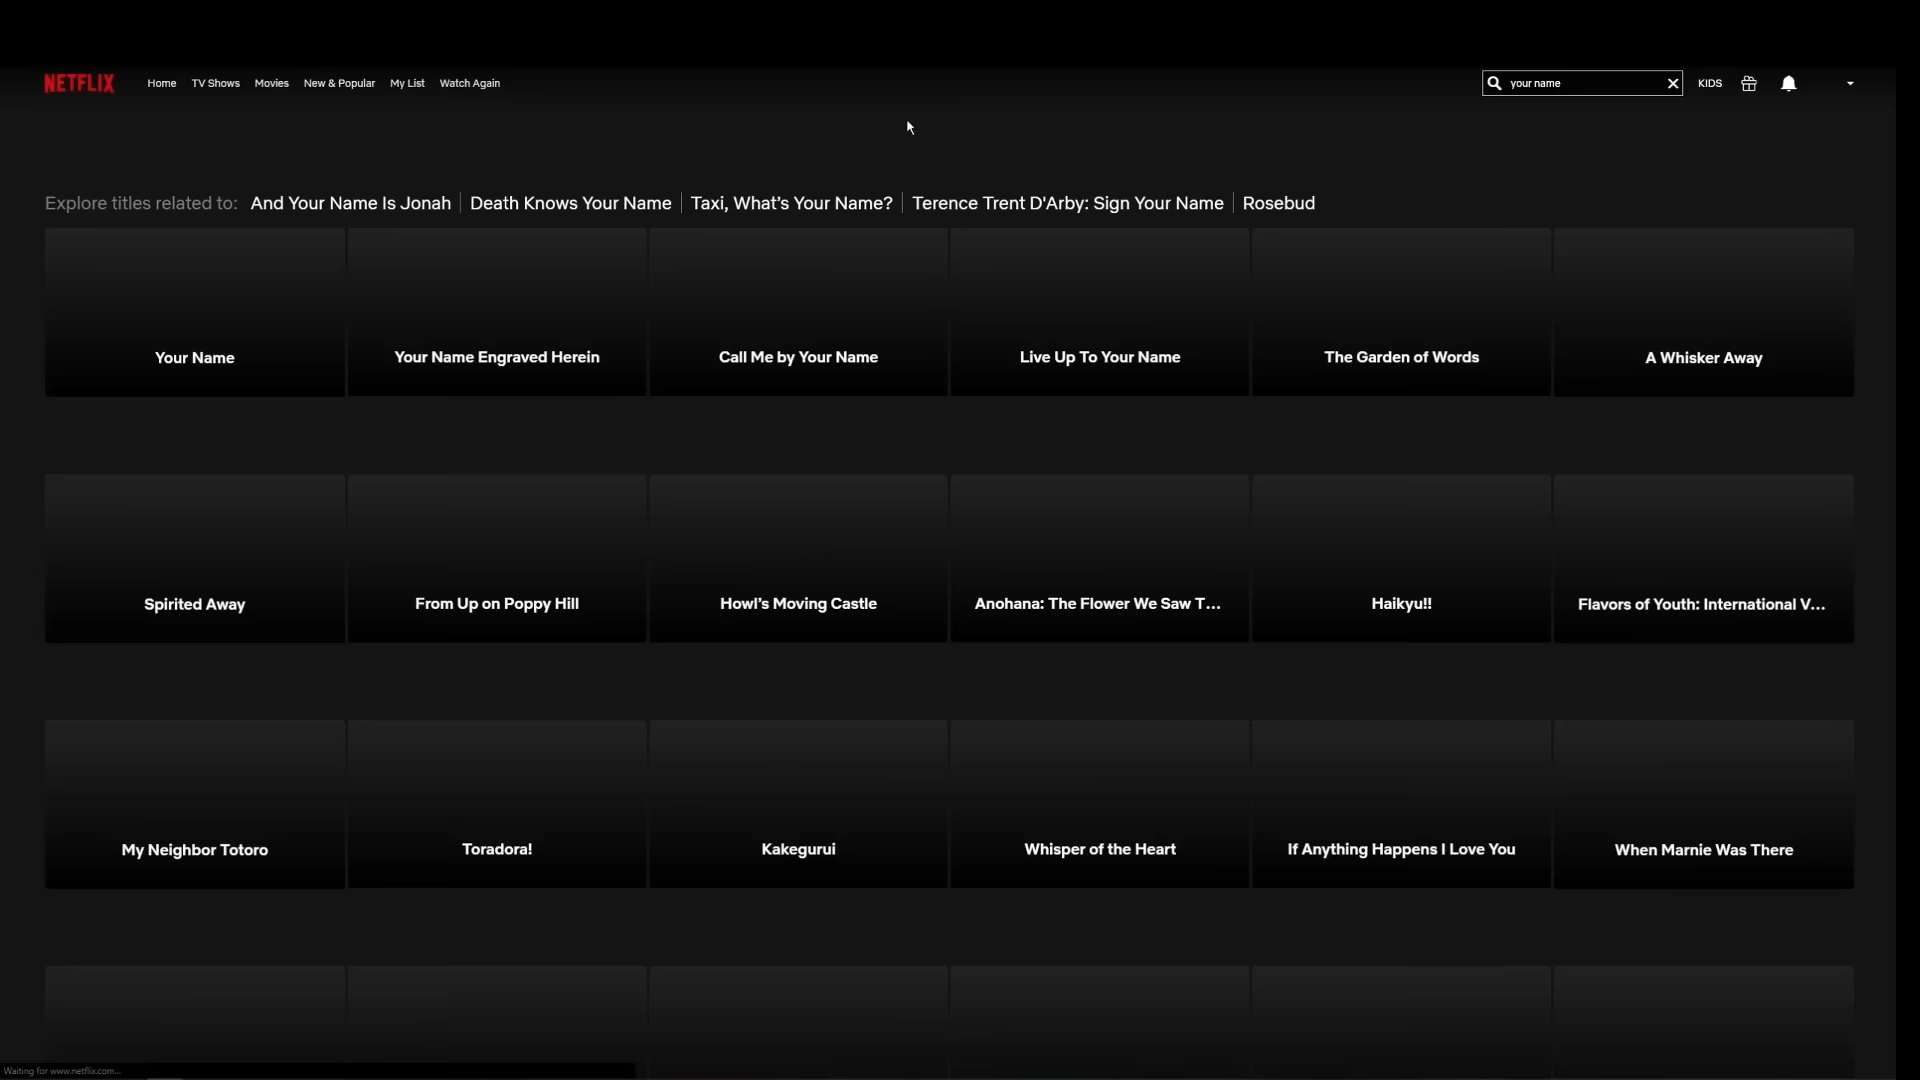 NETFLIX Home TV Shows Movies New & Popular My List Watch Again your name KIDS
Explore titles related to: And Your Name Is Jonah Death Knows Your Name Taxi, What's Your Name? Terence Trent D'Arby: Sign Your Name Rosebud
Your Name Your Name Engraved Herein Call Me by Your Name Live Up To Your Name The Garden of Words A Whisker Away
Spirited Away From Up on Poppy Hill Howl's Moving Castle Anohana: The Flower We Saw T... Haikyu!! Flavors of Youth: International V...
My Neighbor Totoro Toradora! Kakegurui Whisper of the Heart If Anything Happens I Love You When Marnie Was There
Waiting for www.netflix.com...